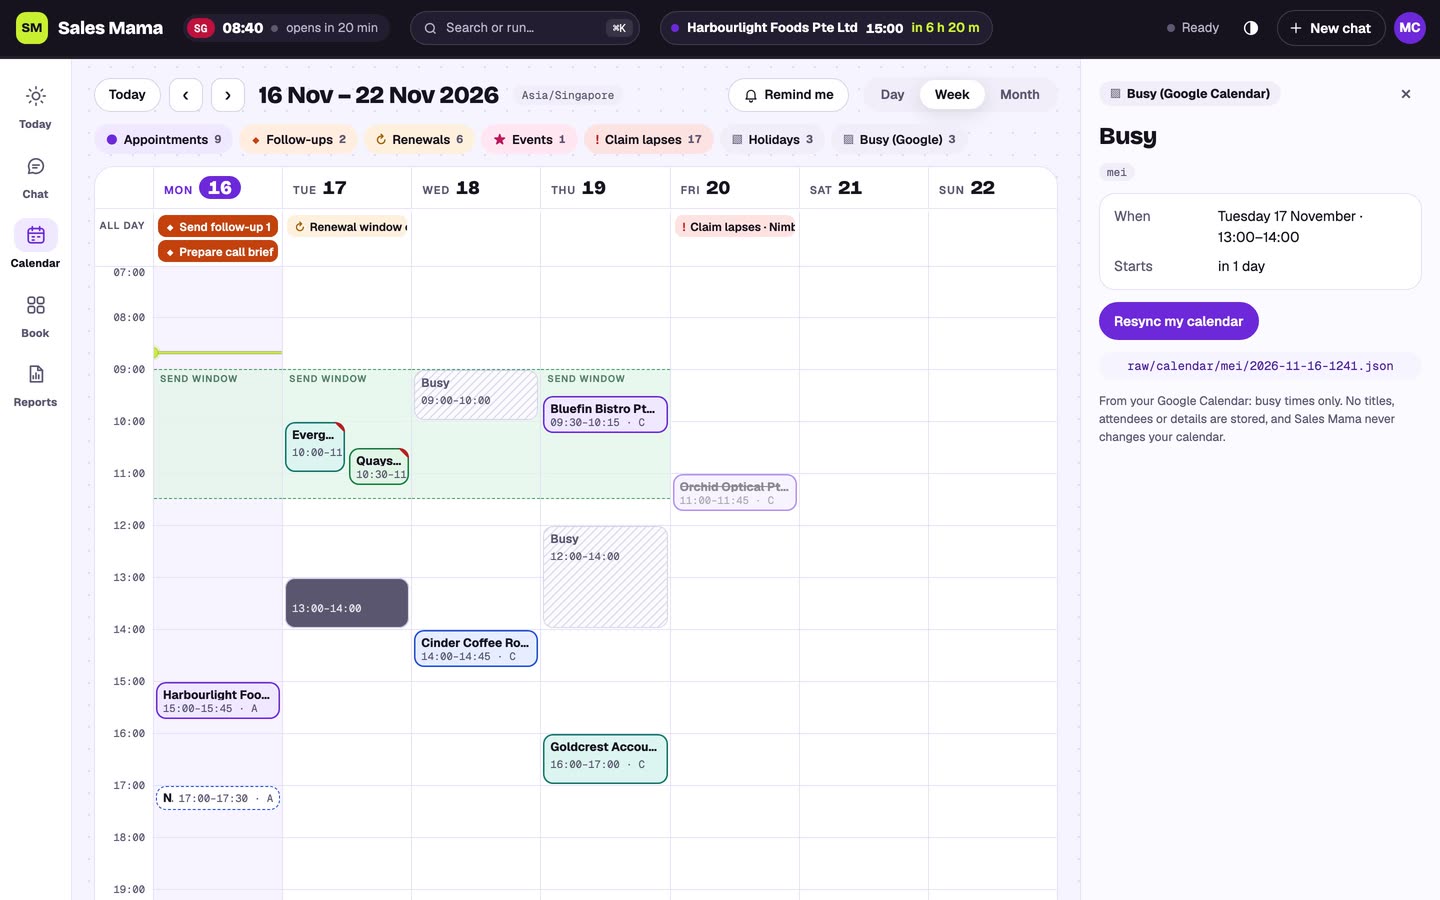 SM Sales Mama SG 08:40 opens in 20 min Search or run... ⌘K Harbourlight Foods Pte Ltd 15:00 in 6 h 20 m Ready New chat MC
Today
Chat
Calendar
Book
Reports
Today ‹ › 16 Nov – 22 Nov 2026 Asia/Singapore Remind me Day Week Month
Appointments 9 Follow-ups 2 Renewals 6 Events 1 ! Claim lapses 17 Holidays 3 Busy (Google) 3
MON 16 TUE 17 WED 18 THU 19 FRI 20 SAT 21 SUN 22
ALL DAY
Send follow-up 1
Prepare call brief
Renewal window
! Claim lapses · Nimb
07:00
08:00
09:00
10:00
11:00
12:00
13:00
14:00
15:00
16:00
17:00
18:00
19:00
SEND WINDOW
Harbourlight Foo...
15:00–15:45 · A
N. 17:00–17:30 · A
SEND WINDOW
Everg...
10:00–11
Quays...
10:30–11
13:00–14:00
Busy
09:00–10:00
Cinder Coffee Ro...
14:00–14:45 · C
SEND WINDOW
Bluefin Bistro Pt...
09:30–10:15 · C
Busy
12:00–14:00
Goldcrest Accou...
16:00–17:00 · C
Orchid Optical Pt...
11:00–11:45 · C
Busy (Google Calendar) ×
Busy
mei
When Tuesday 17 November ·
13:00–14:00
Starts in 1 day
Resync my calendar
raw/calendar/mei/2026-11-16-1241.json
From your Google Calendar: busy times only. No titles,
attendees or details are stored, and Sales Mama never
changes your calendar.